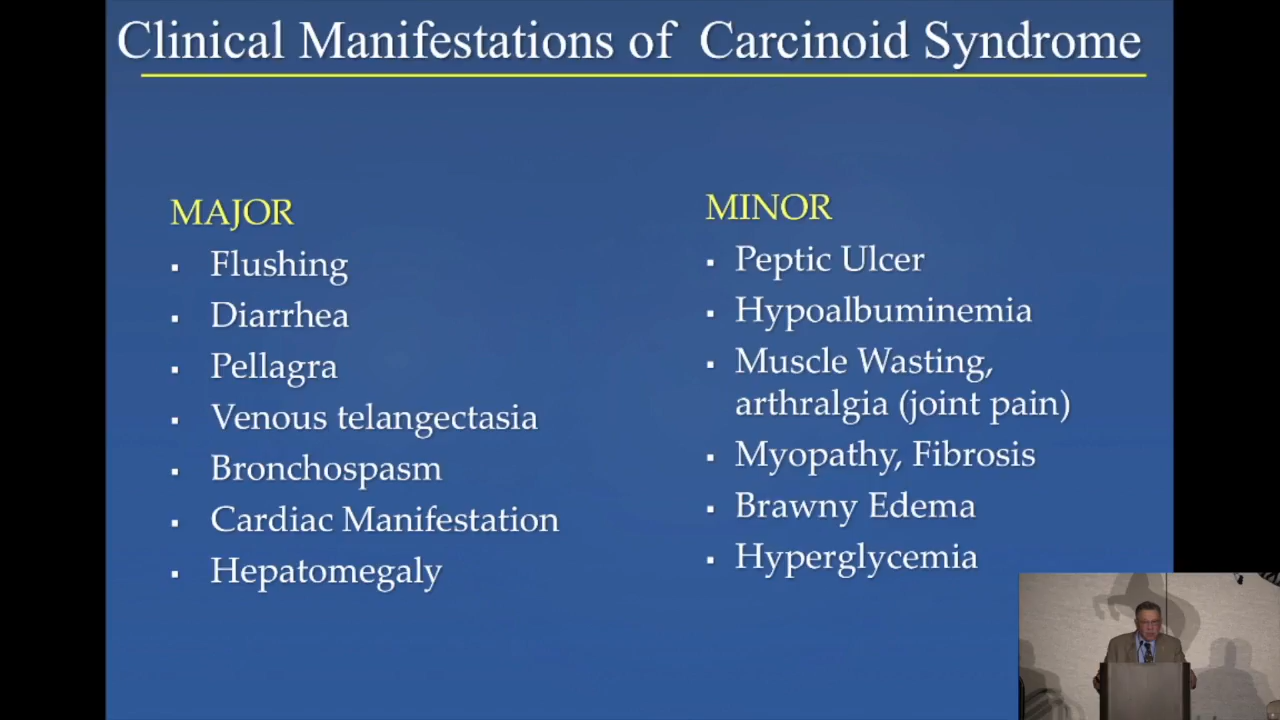 Clinical Manifestations of Carcinoid Syndrome
MAJOR
▪ Flushing
▪ Diarrhea
▪ Pellagra
▪ Venous telangectasia
▪ Bronchospasm
▪ Cardiac Manifestation
▪ Hepatomegaly
MINOR
▪ Peptic Ulcer
▪ Hypoalbuminemia
▪ Muscle Wasting,
arthralgia (joint pain)
▪ Myopathy, Fibrosis
▪ Brawny Edema
▪ Hyperglycemia